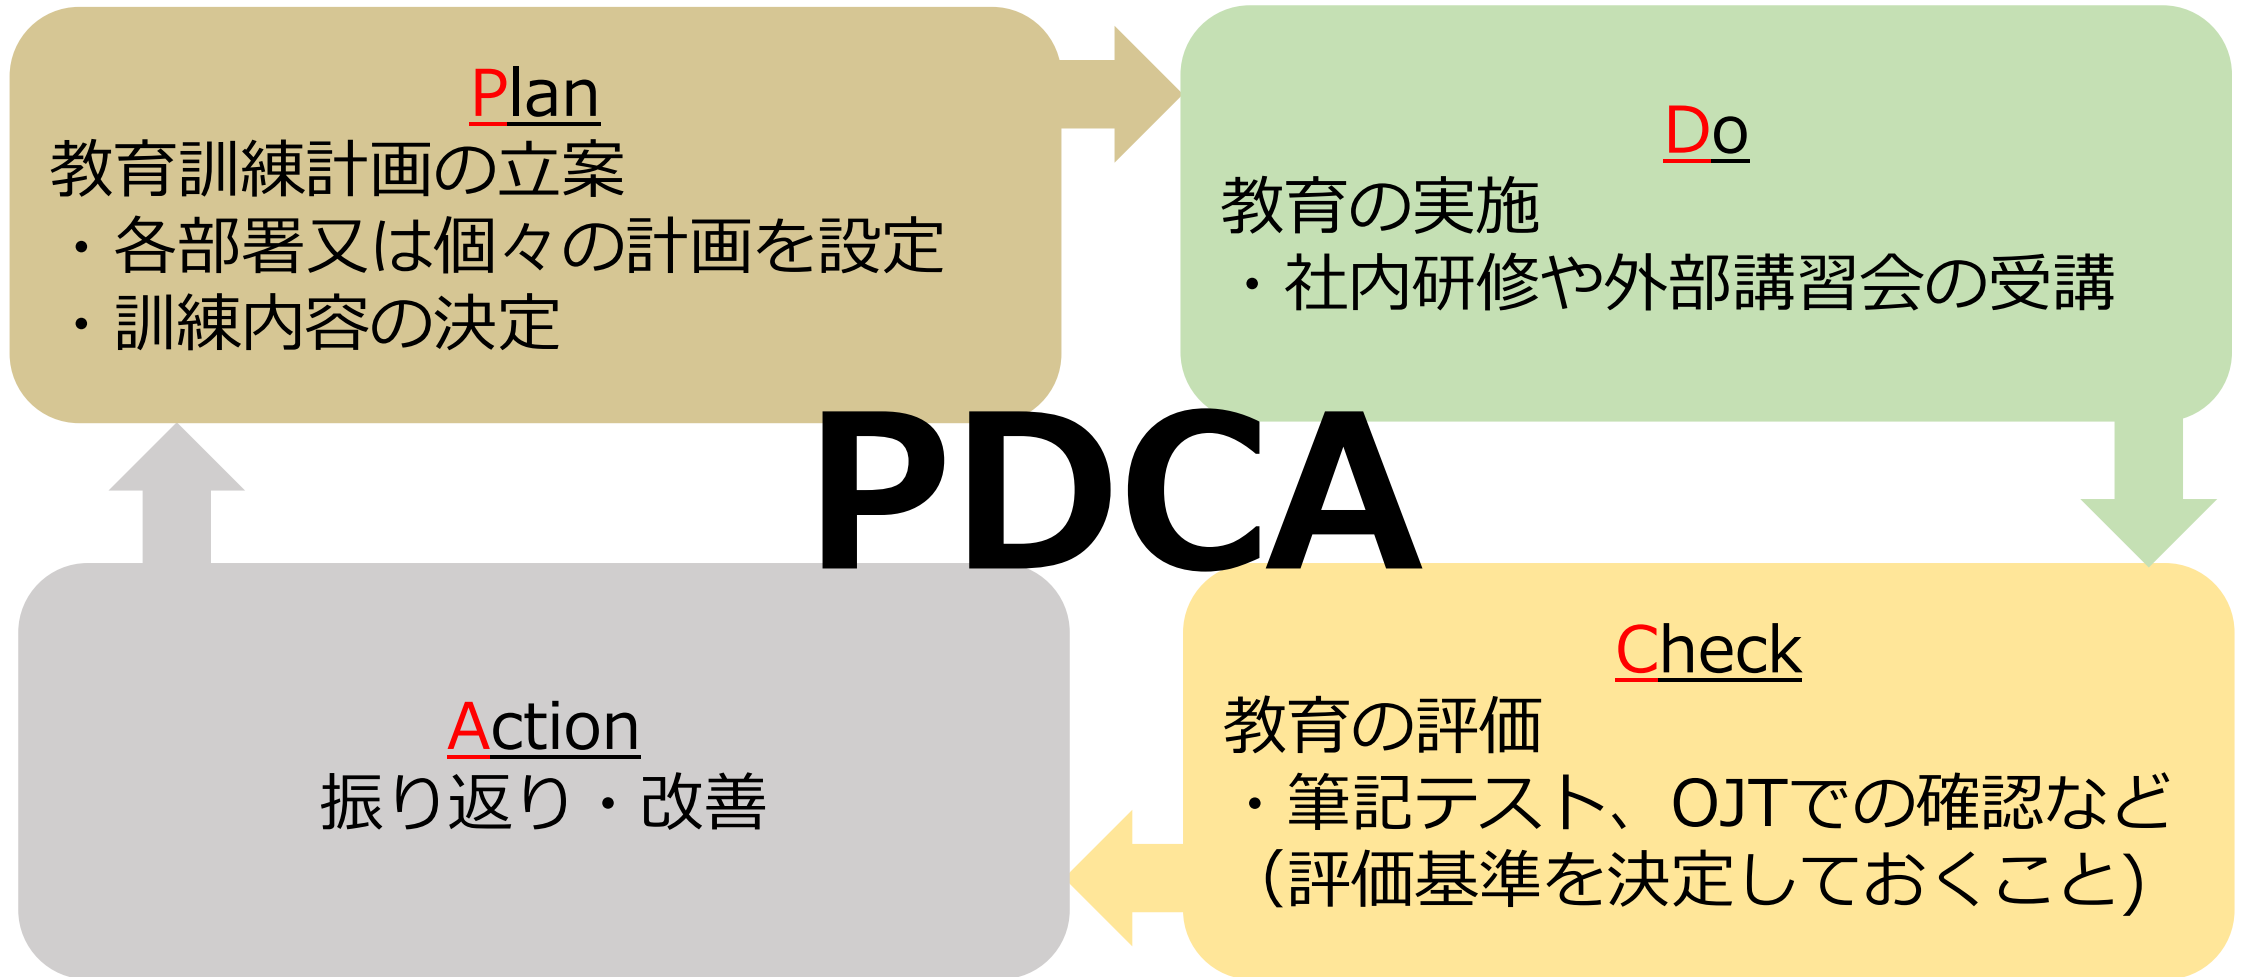 Plan
教育訓練計画の立案
・各部署又は個々の計画を設定
・訓練内容の決定
Do
教育の実施
・社内研修や外部講習会の受講
PDCA
Check
教育の評価
・筆記テスト、OJTでの確認など
（評価基準を決定しておくこと)
Action
振り返り・改善